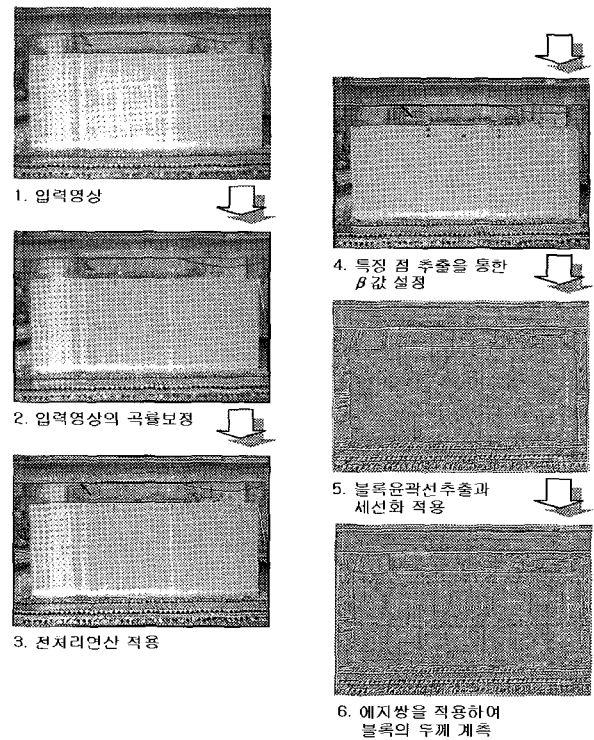 1. 입력영상
2. 입력영상의 곡률보정
3. 전처리연산 적용
4. 특징 점 추출을 통한
β값 설정
5. 블록윤곽선추출과
세선화 적용
6. 에지쌍을 적용하여
블록의 두께 계측